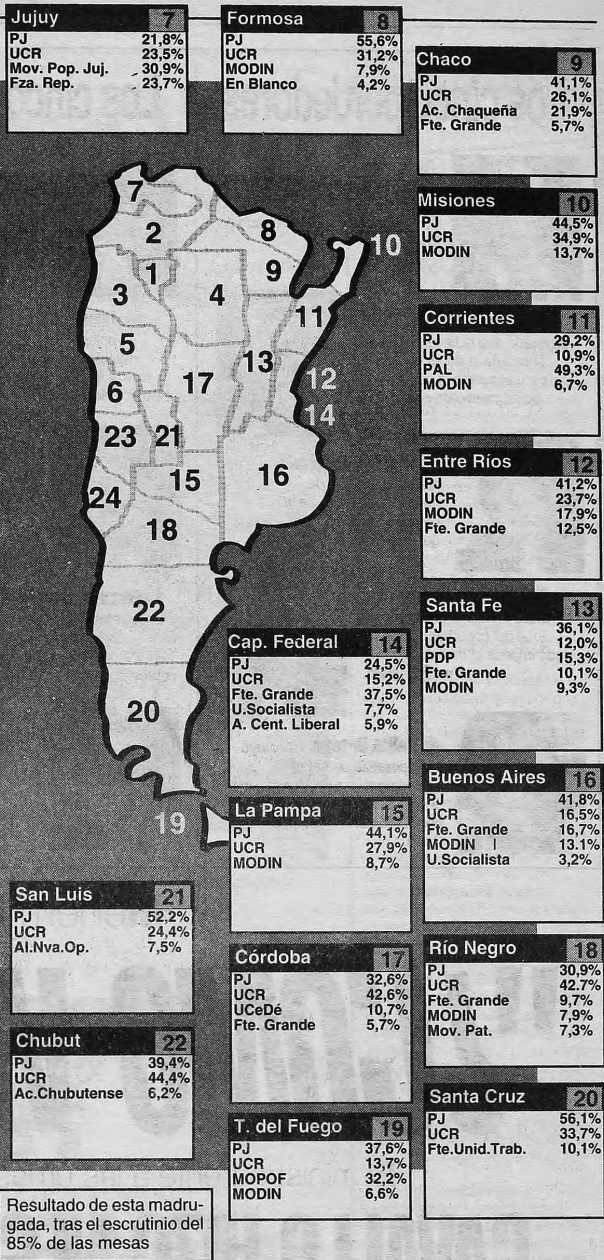 Jujuy 7
PJ 21,8%
UCR 23,5%
Mov. Pop. Juj. 30,9%
Fza. Rep. 23,7%
Formosa 8
PJ 55,6%
UCR 31,2%
MODIN 7,9%
En Blanco 4,2%
Chaco 9
PJ 41,1%
UCR 26,1%
Ac. Chaqueña 21,9%
Fte. Grande 5,7%
Misiones 10
PJ 44,5%
UCR 34,9%
MODIN 13,7%
Corrientes 11
PJ 29,2%
UCR 10,9%
PAL 49,3%
MODIN 6,7%
Entre Ríos 12
PJ 41,2%
UCR 23,7%
MODIN 17,9%
Fte. Grande 12,5%
Santa Fe 13
PJ 36,1%
UCR 12,0%
PDP 15,3%
Fte. Grande 10,1%
MODIN 9,3%
Cap. Federal 14
PJ 24,5%
UCR 15,2%
Fte. Grande 37,5%
U.Socialista 7,7%
A. Cent. Liberal 5,9%
La Pampa 15
PJ 44,1%
UCR 27,9%
MODIN 8,7%
Buenos Aires 16
PJ 41,8%
UCR 16,5%
Fte. Grande 16,7%
MODIN 13.1%
U.Socialista 3,2%
Córdoba 17
PJ 32,6%
UCR 42,6%
UCeDé 10,7%
Fte. Grande 5,7%
Río Negro 18
PJ 30,9%
UCR 42.7%
Fte. Grande 9,7%
MODIN 7,9%
Mov. Pat. 7,3%
T. del Fuego 19
PJ 37,6%
UCR 13,7%
MOPOF 32,2%
MODIN 6,6%
Santa Cruz 20
PJ 56,1%
UCR 33,7%
Fte.Unid.Trab. 10,1%
San Luis 21
PJ 52,2%
UCR 24,4%
Al.Nva.Op. 7,5%
Chubut 22
PJ 39,4%
UCR 44,4%
Ac.Chubutense 6,2%
7
2
8
10
1
9
3
4
11
5
13
17
12
6
14
23
21
16
15
24
18
22
20
19
Resultado de esta madru-
gada, tras el escrutinio del
85% de las mesas